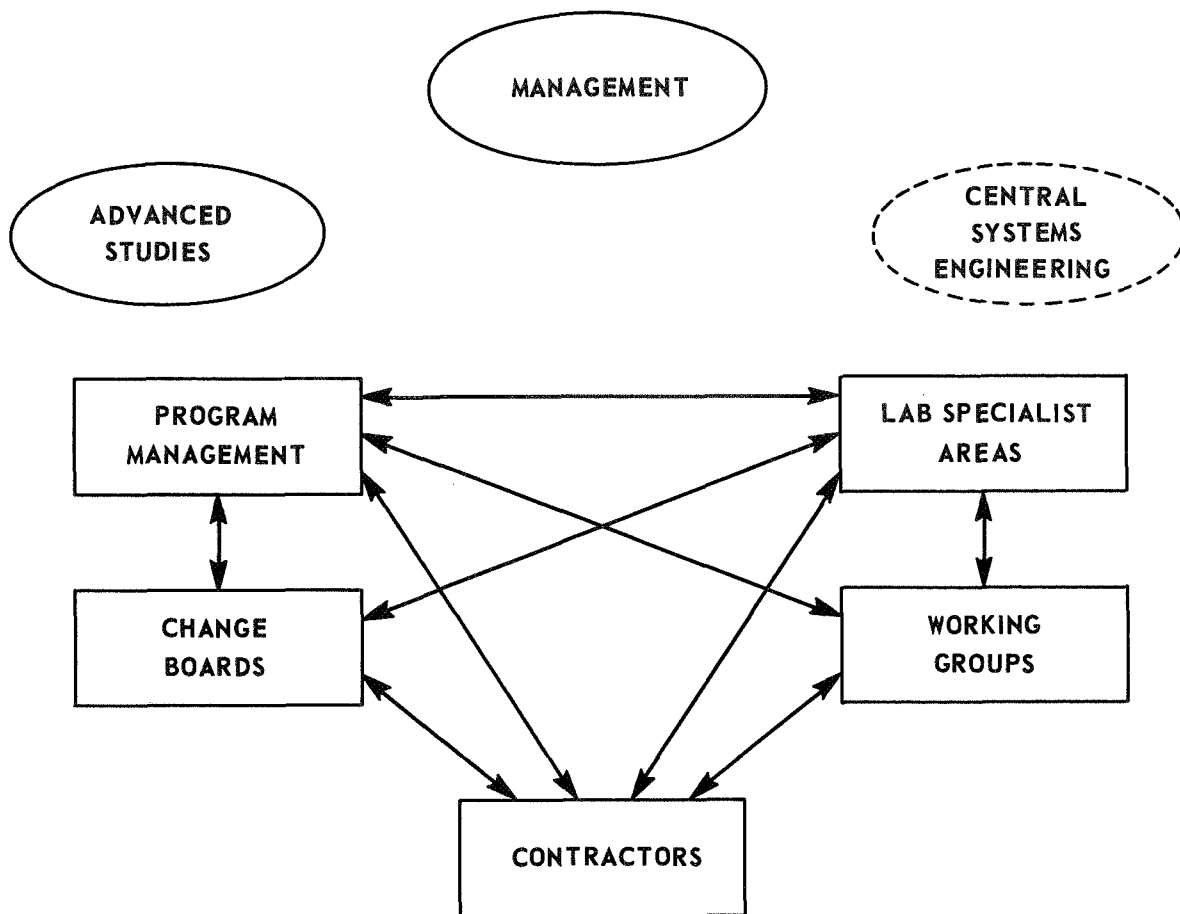 MANAGEMENT
ADVANCED
STUDIES
CENTRAL
SYSTEMS
ENGINEERING
PROGRAM
MANAGEMENT
LAB SPECIALIST
AREAS
CHANGE
BOARDS
WORKING
GROUPS
CONTRACTORS